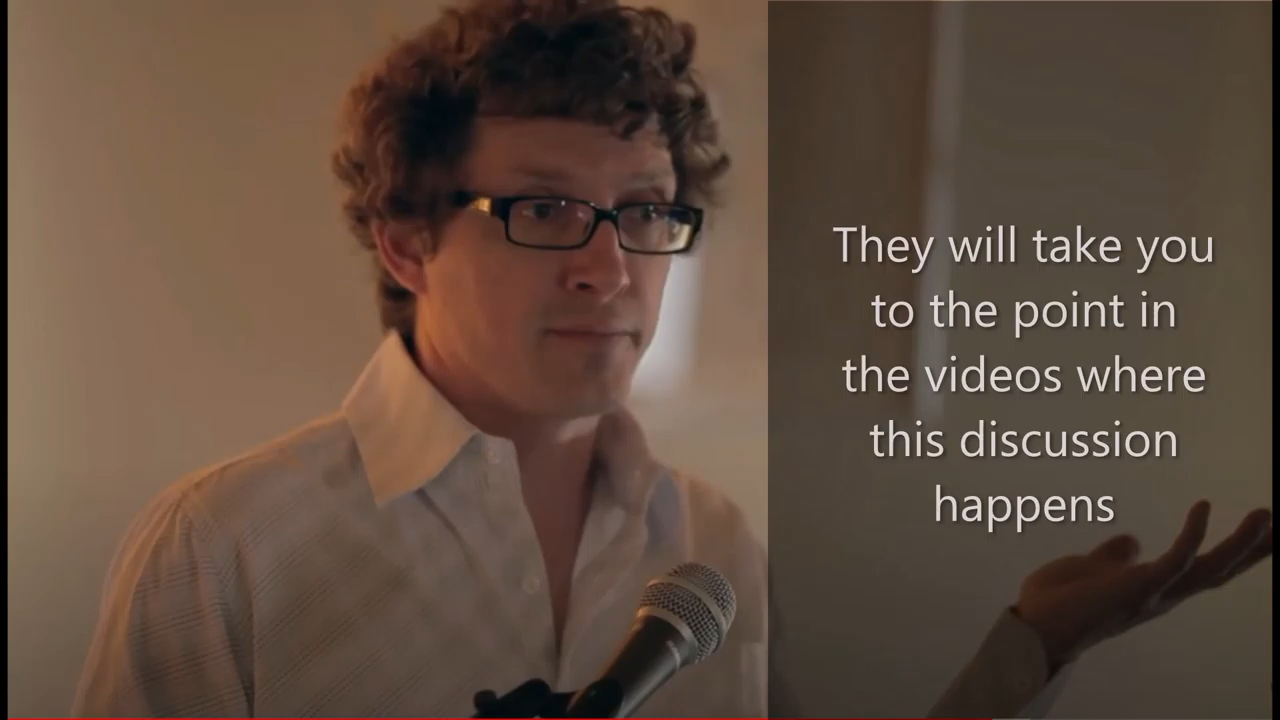 They will take you
to the point in
the videos where
this discussion
happens